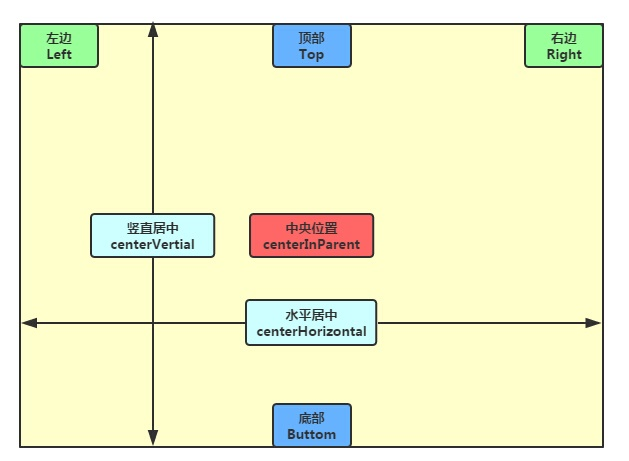 左边
Left
顶部
Top
右边
Right
竖直居中
centerVertial
中央位置
centerInParent
水平居中
centerHorizontal
底部
Buttom